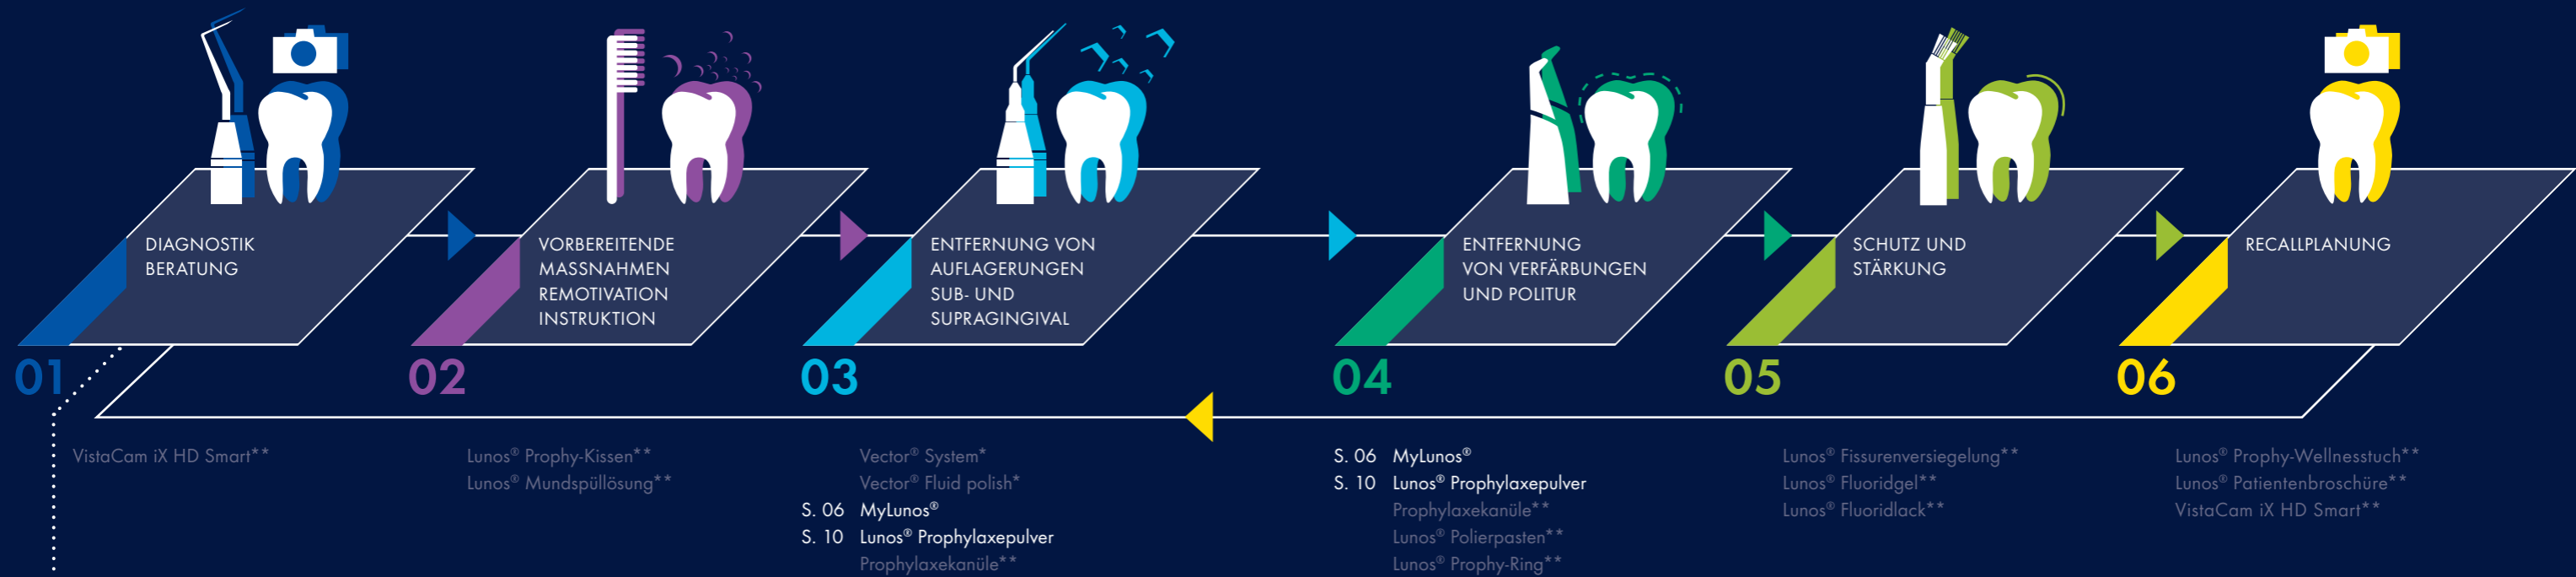 DIAGNOSTIK
BERATUNG
01
VistaCam iX HD Smart**
VORBEREITENDE
MASSNAHMEN
REMOTIVATION
INSTRUKTION
02
Lunos® Prophy-Kissen**
Lunos® Mundspüllösung**
ENTFERNUNG VON
AUFLAGERUNGEN
SUB- UND
SUPRAGINGIVAL
03
Vector® System*
Vector® Fluid polish*
S. 06 MyLunos®
S. 10 Lunos® Prophylaxepulver
Prophylaxekanüle**
ENTFERNUNG
VON VERFÄRBUNGEN
UND POLITUR
04
S. 06 MyLunos®
S. 10 Lunos® Prophylaxepulver
Prophylaxekanüle**
Lunos® Polierpasten**
Lunos® Prophy-Ring**
SCHUTZ UND
STÄRKUNG
05
Lunos® Fissurenversiegelung**
Lunos® Fluoridgel**
Lunos® Fluoridlack**
RECALLPLANUNG
06
Lunos® Prophy-Wellnesstuch**
Lunos® Patientenbroschüre**
VistaCam iX HD Smart**